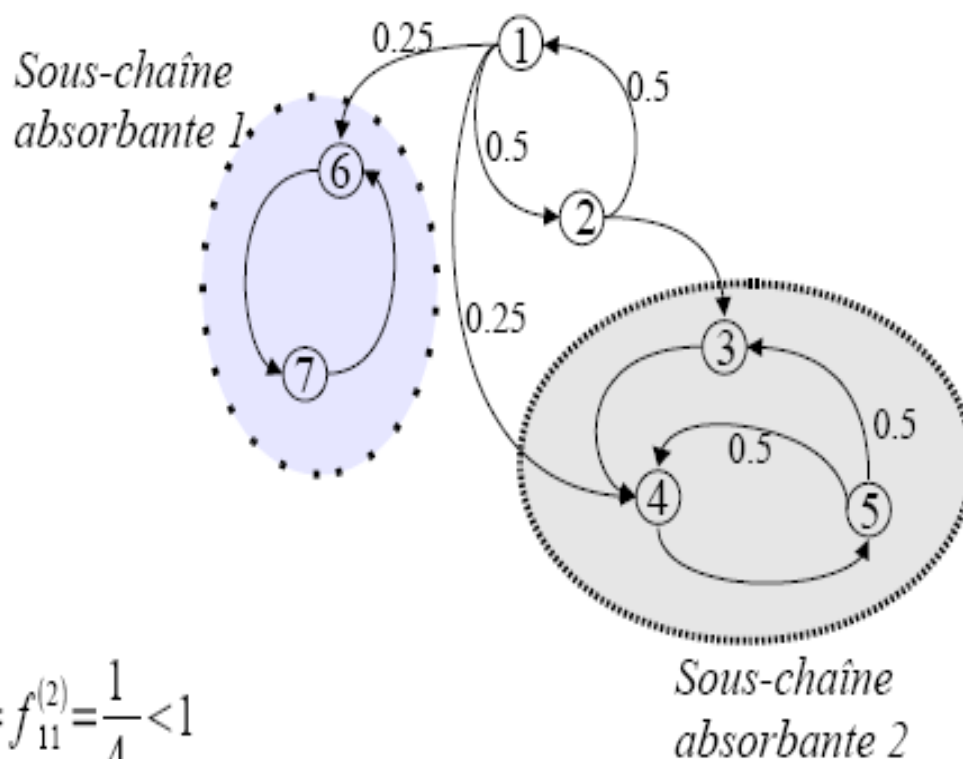 0.25
1
Sous-chaîne
absorbante 1
0.5
0.5
6
2
0.25
3
7
0.5
0.5
4
5
Sous-chaîne
absorbante 2
= f_{11}^{(2)} = \frac{1}{4} < 1